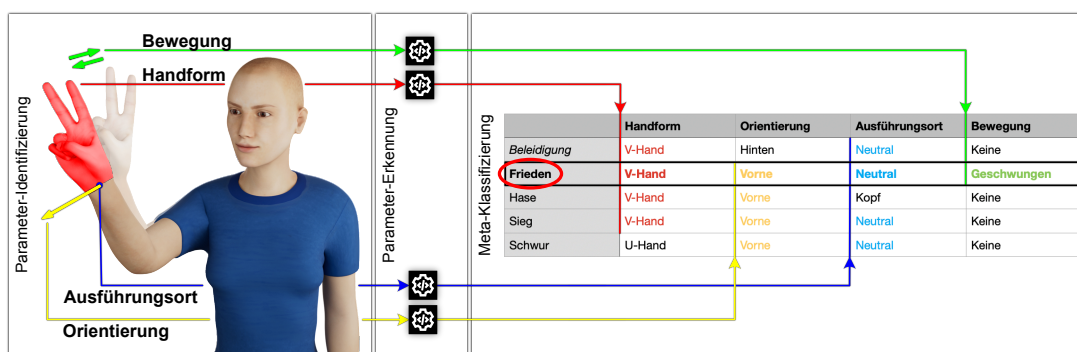 Parameter-Identifizierung
Bewegung
Handform
Ausführungsort
Orientierung
Parameter-Erkennung
Meta-Klassifizierung
Handform Orientierung Ausführungsort Bewegung
Beleidigung V-Hand Hinten Neutral Keine
Frieden V-Hand Vorne Neutral Geschwungen
Hase V-Hand Vorne Kopf Keine
Sieg V-Hand Vorne Neutral Keine
Schwur U-Hand Vorne Neutral Keine